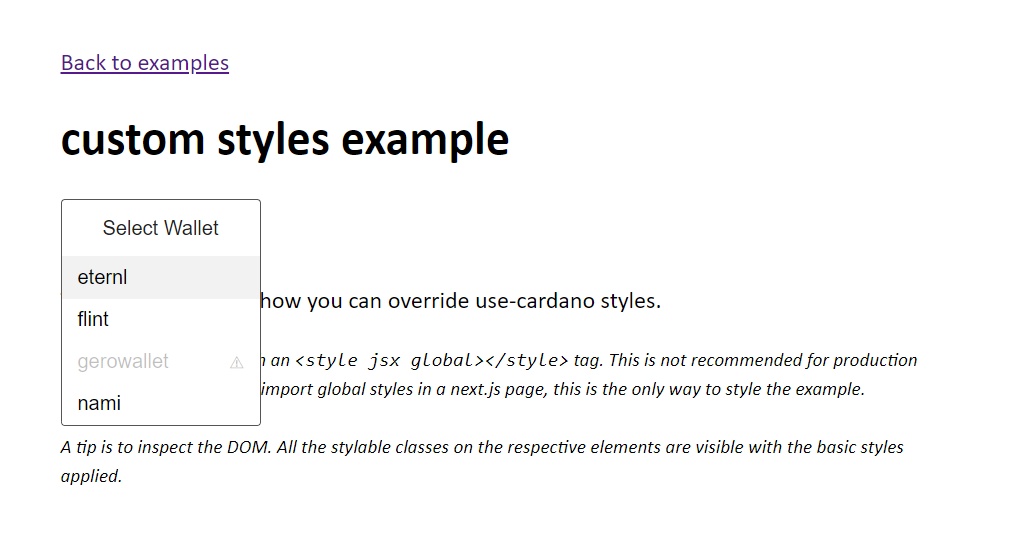 Back to examples
custom styles example
Select Wallet
eternl
flint
gerowallet
nami
how you can override use-cardano styles.
an <style jsx global></style> tag. This is not recommended for production
import global styles in a next.js page, this is the only way to style the example.
A tip is to inspect the DOM. All the stylable classes on the respective elements are visible with the basic styles
applied.